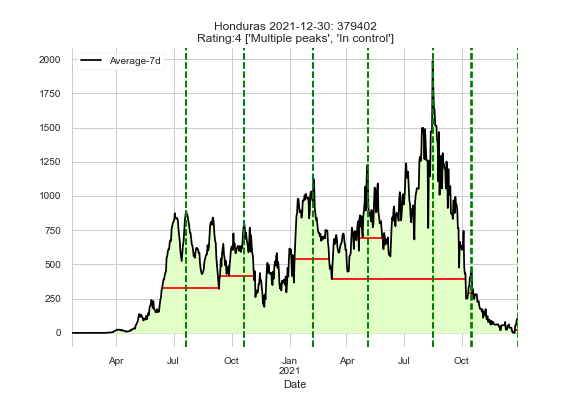 Honduras 2021-12-30: 379402
Rating:4 ['Multiple peaks', 'In control']
Average-7d
2000
1750
1500
1250
1000
750
500
250
0
Apr Jul Oct Jan Apr Jul Oct
2021
Date